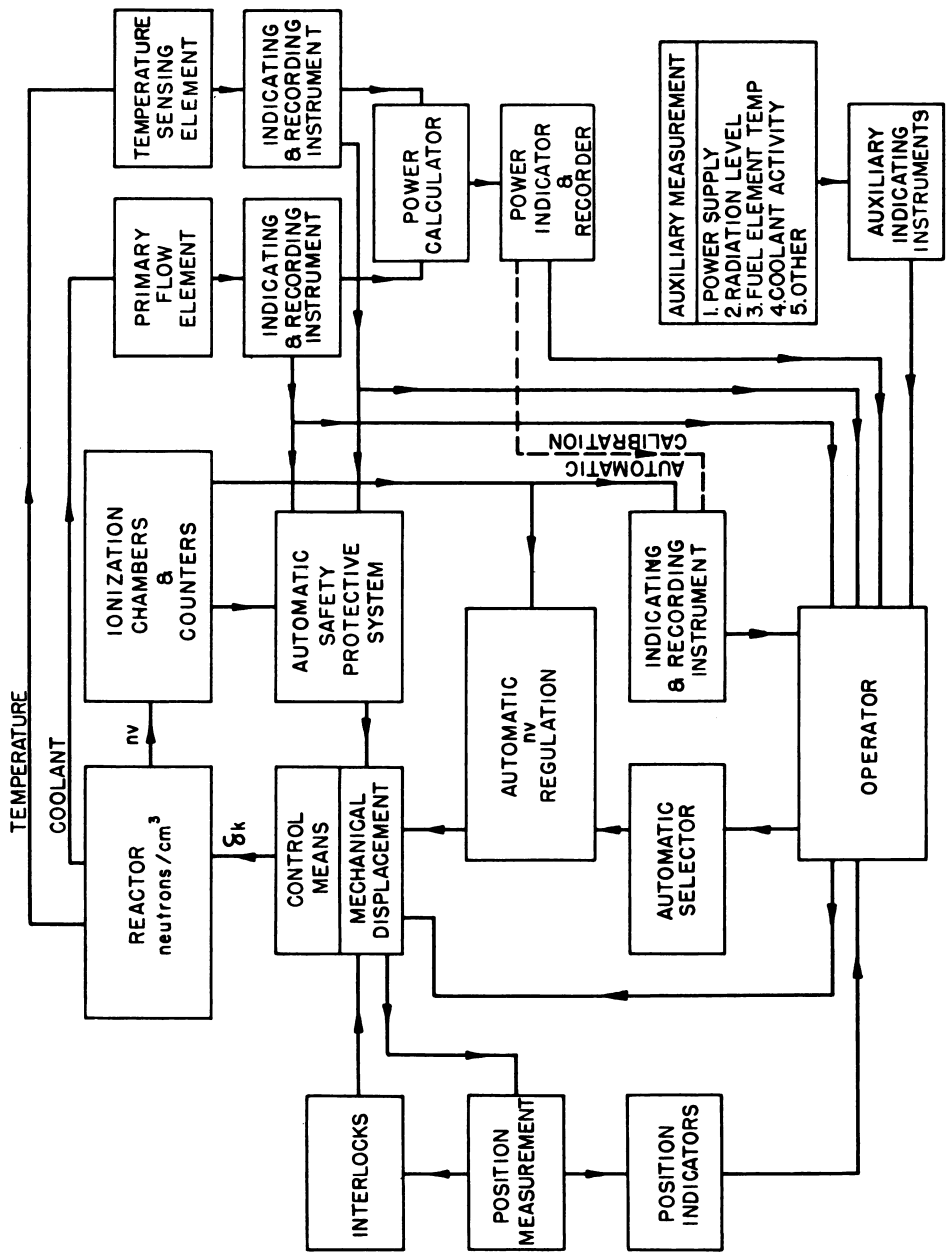 TEMPERATURE
COOLANT
REACTOR
neutrons/cm³
nv
IONIZATION
CHAMBERS
&
COUNTERS
PRIMARY
FLOW
ELEMENT
TEMPERATURE
SENSING
ELEMENT
δk
INTERLOCKS
CONTROL
MEANS
MECHANICAL
DISPLACEMENT
AUTOMATIC
SAFETY
PROTECTIVE
SYSTEM
INDICATING
& RECORDING
INSTRUMENT
INDICATING
& RECORDING
INSTRUMENT
POWER
CALCULATOR
POSITION
MEASUREMENT
AUTOMATIC
nv
REGULATION
POWER
INDICATOR
&
RECORDER
AUTOMATIC
CALIBRATION
POSITION
INDICATORS
AUTOMATIC
SELECTOR
INDICATING
& RECORDING
INSTRUMENT
AUXILIARY MEASUREMENT
1. POWER SUPPLY
2.RADIATION LEVEL
3. FUEL ELEMENT TEMP
4.COOLANT ACTIVITY
5.OTHER
OPERATOR
AUXILIARY
INDICATING
INSTRUMENTS